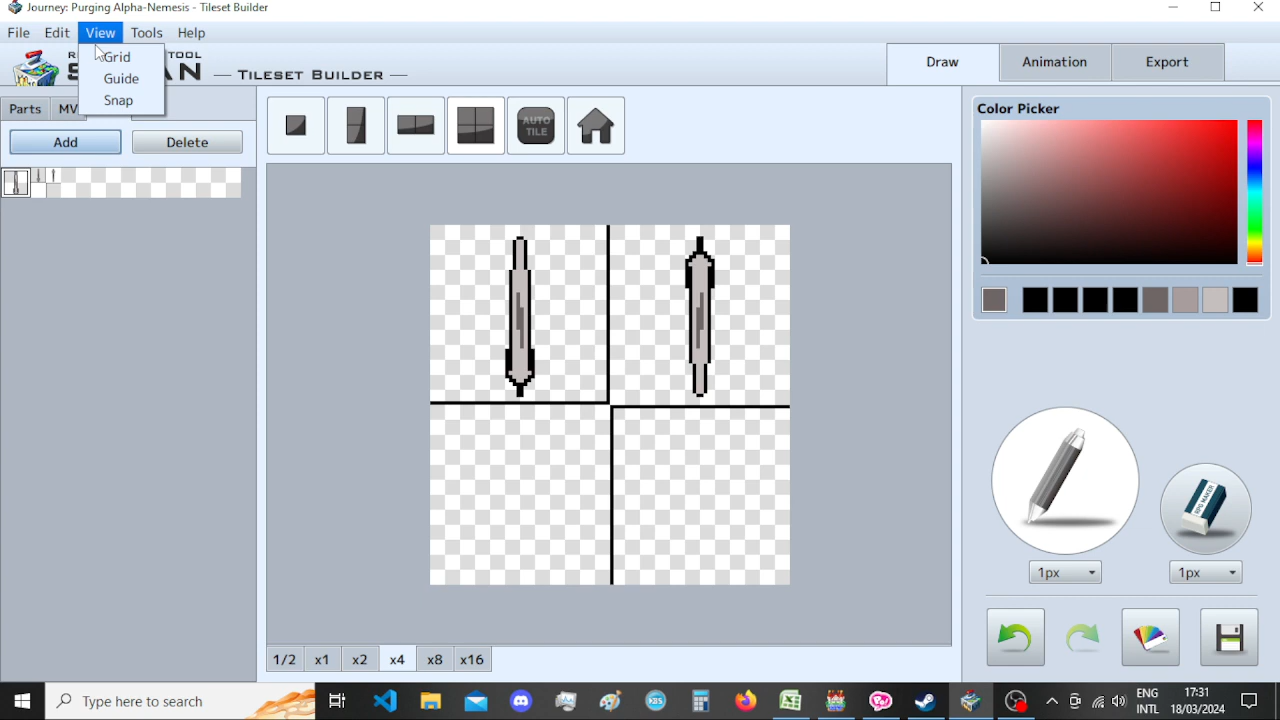 Journey: Purging Alpha-Nemesis - Tileset Builder
File Edit View Tools Help
Grid
Guide
Snap
TOOL
— TILESET BUILDER —
Draw Animation Export
Parts MV
Add Delete
AUTO
TILE
Color Picker
RPG MAKER
1px 1px
1/2 x1 x2 x4 x8 x16
Type here to search
ENG
INTL
17:31
18/03/2024